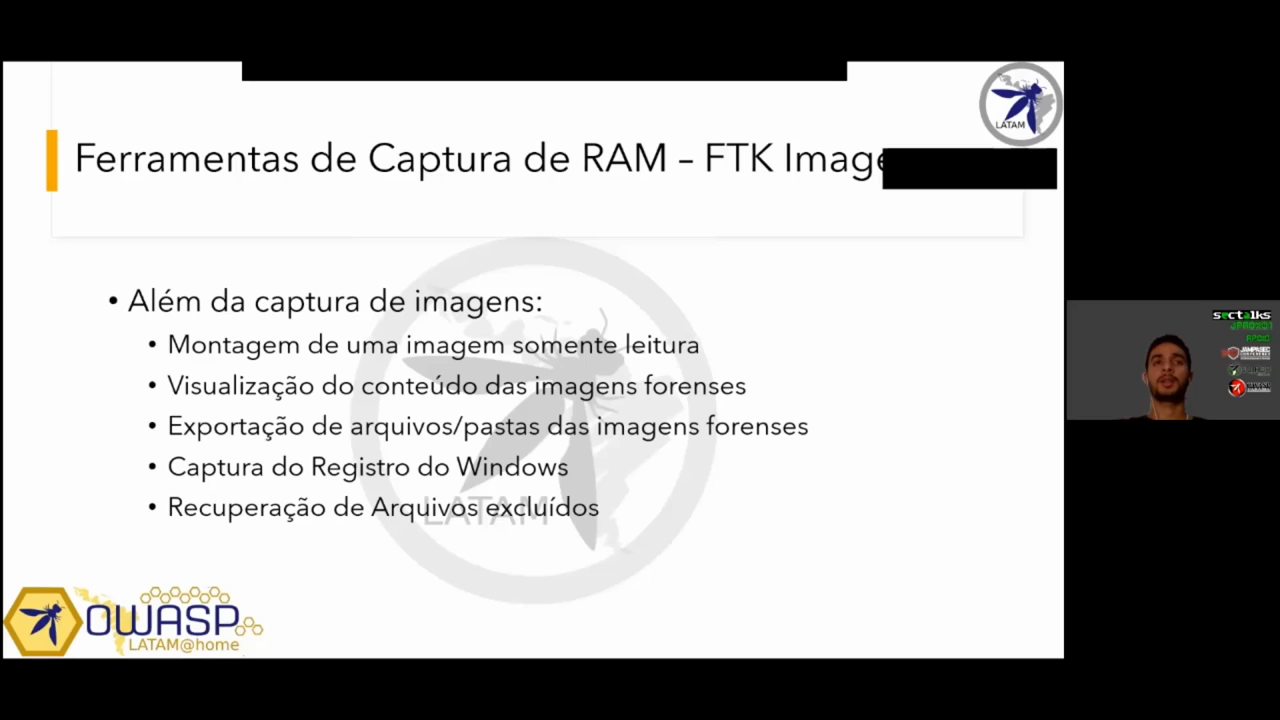 LATAM
Ferramentas de Captura de RAM – FTK Image
• Além da captura de imagens:
• Montagem de uma imagem somente leitura
• Visualização do conteúdo das imagens forenses
• Exportação de arquivos/pastas das imagens forenses
• Captura do Registro do Windows
• Recuperação de Arquivos excluídos
LATAM
OWASP
LATAM@home
sectalks
APOIO